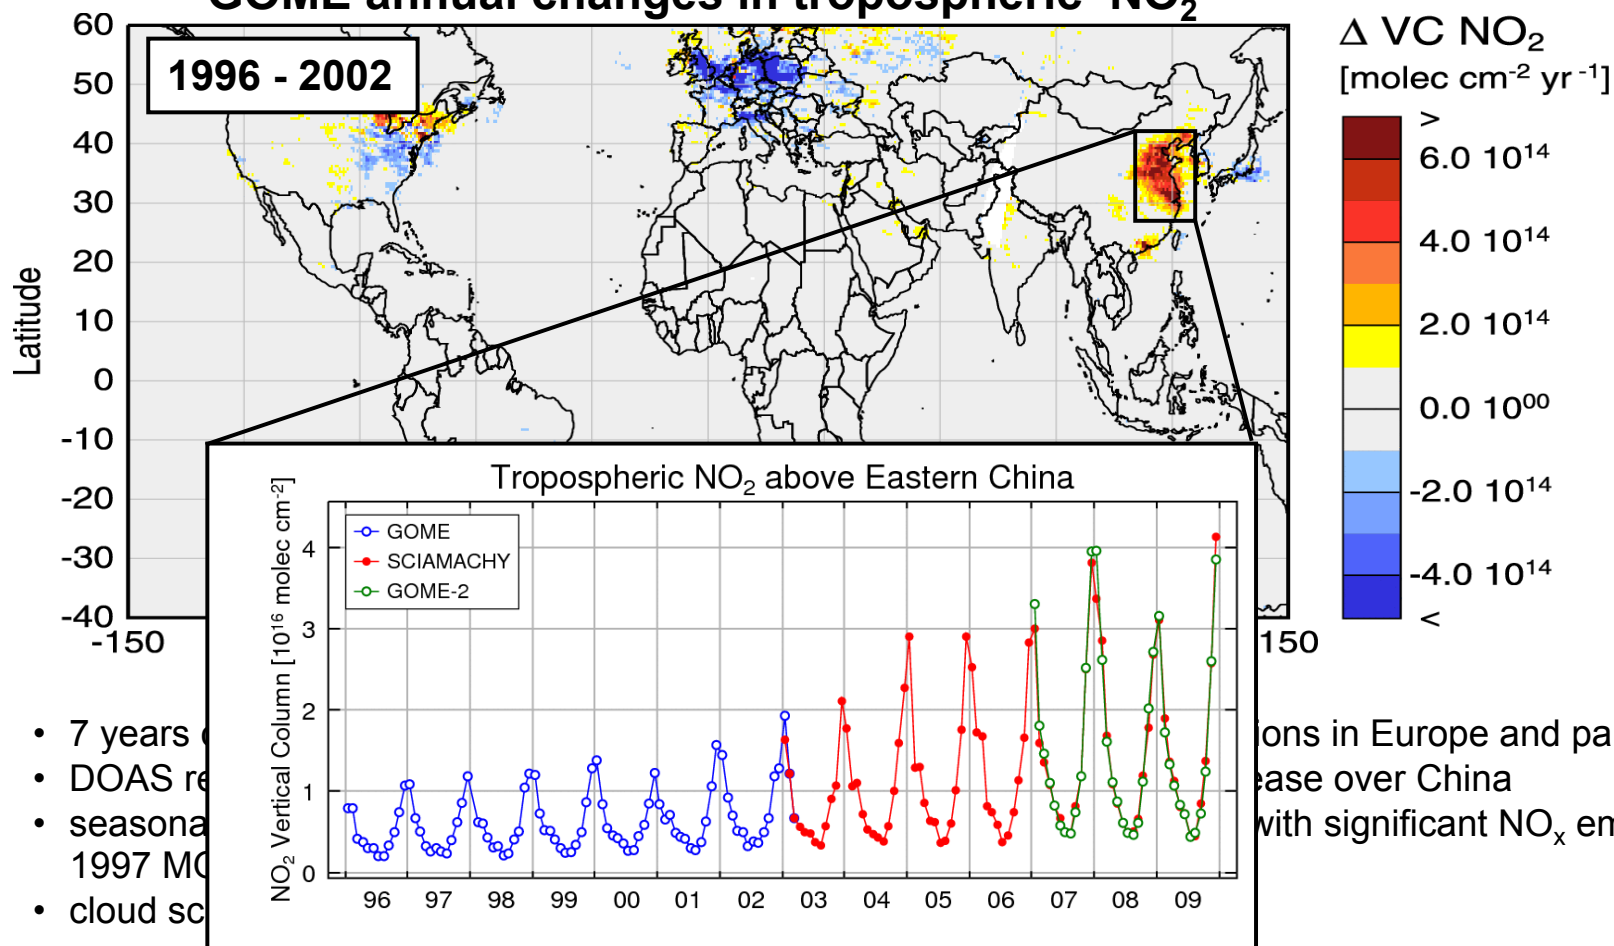 GOME annual changes in tropospheric NO₂
1996 - 2002
Δ VC NO₂
[molec cm⁻² yr⁻¹]
>
6.0 10¹⁴
4.0 10¹⁴
2.0 10¹⁴
0.0 10⁰⁰
-2.0 10¹⁴
-4.0 10¹⁴
<
Latitude
60
50
40
30
20
10
0
-10
-20
-30
-40
-150
150
Tropospheric NO₂ above Eastern China
NO₂ Vertical Column [10¹⁶ molec cm⁻²]
GOME
SCIAMACHY
GOME-2
4
3
2
1
0
96 97 98 99 00 01 02 03 04 05 06 07 08 09
• 7 years
ions in Europe and pa
• DOAS re
ease over China
• seasona
with significant NOₓ em
1997 MO
• cloud sc